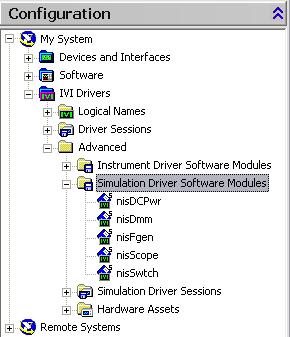 Configuration
My System
Devices and Interfaces
Software
IVI Drivers
Logical Names
Driver Sessions
Advanced
Instrument Driver Software Modules
Simulation Driver Software Modules
nisDCPwr
nisDmm
nisFgen
nisScope
nisSwtch
Simulation Driver Sessions
Hardware Assets
Remote Systems